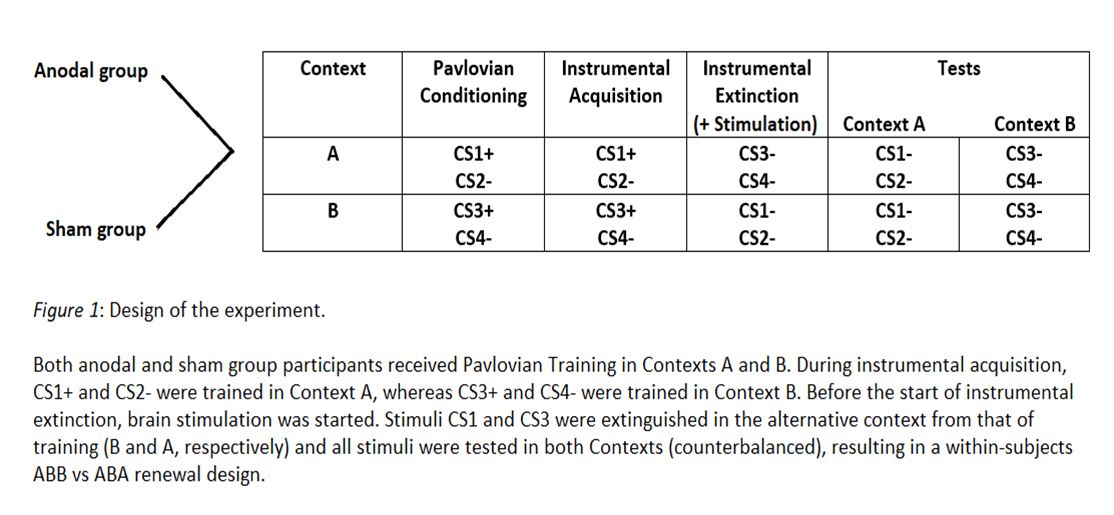 Anodal group
Sham group
Context Pavlovian Conditioning Instrumental Acquisition Instrumental Extinction (+ Stimulation) Tests
Context A Context B
A CS1+ CS1+ CS3- CS1- CS3-
CS2- CS2- CS4- CS2- CS4-
B CS3+ CS3+ CS1- CS1- CS3-
CS4- CS4- CS2- CS2- CS4-
Figure 1: Design of the experiment.
Both anodal and sham group participants received Pavlovian Training in Contexts A and B. During instrumental acquisition,
CS1+ and CS2- were trained in Context A, whereas CS3+ and CS4- were trained in Context B. Before the start of instrumental
extinction, brain stimulation was started. Stimuli CS1 and CS3 were extinguished in the alternative context from that of
training (B and A, respectively) and all stimuli were tested in both Contexts (counterbalanced), resulting in a within-subjects
ABB vs ABA renewal design.